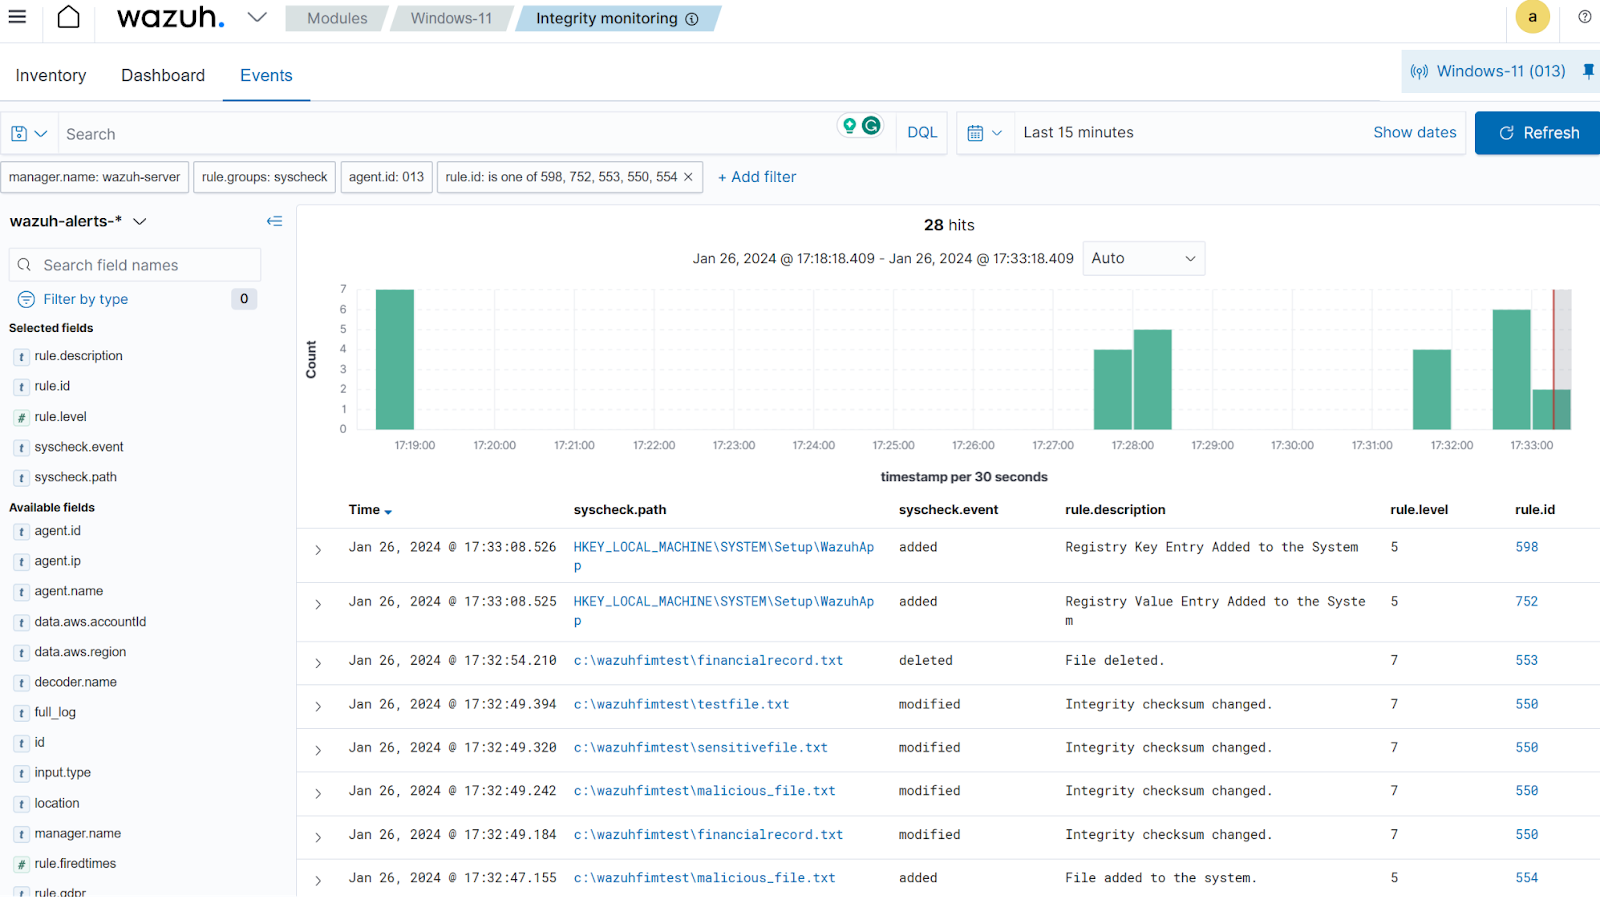 wazuh.
Modules
Windows-11
Integrity monitoring
a
Inventory
Dashboard
Events
Windows-11 (013)
Search
DQL
Last 15 minutes
Show dates
Refresh
manager.name: wazuh-server
rule.groups: syscheck
agent.id: 013
rule.id: is one of 598, 752, 553, 550, 554 ×
+ Add filter
wazuh-alerts-*
Search field names
Filter by type
0
Selected fields
t rule.description
t rule.id
# rule.level
t syscheck.event
t syscheck.path
Available fields
t agent.id
t agent.ip
t agent.name
t data.aws.accountId
t data.aws.region
t decoder.name
t full_log
t id
t input.type
t location
t manager.name
# rule.firedtimes
t rule.gdpr
28 hits
Jan 26, 2024 @ 17:18:18.409 - Jan 26, 2024 @ 17:33:18.409
Auto
Count
7
6
5
4
3
2
1
0
17:19:00 17:20:00 17:21:00 17:22:00 17:23:00 17:24:00 17:25:00 17:26:00 17:27:00 17:28:00 17:29:00 17:30:00 17:31:00 17:32:00 17:33:00
timestamp per 30 seconds
Time syscheck.path syscheck.event rule.description rule.level rule.id
Jan 26, 2024 @ 17:33:08.526 HKEY_LOCAL_MACHINE\SYSTEM\Setup\WazuhAp added Registry Key Entry Added to the System 5 598
p
Jan 26, 2024 @ 17:33:08.525 HKEY_LOCAL_MACHINE\SYSTEM\Setup\WazuhAp added Registry Value Entry Added to the Syste 5 752
p m
Jan 26, 2024 @ 17:32:54.210 c:\wazuhfimtest\financialrecord.txt deleted File deleted. 7 553
Jan 26, 2024 @ 17:32:49.394 c:\wazuhfimtest\testfile.txt modified Integrity checksum changed. 7 550
Jan 26, 2024 @ 17:32:49.320 c:\wazuhfimtest\sensitivefile.txt modified Integrity checksum changed. 7 550
Jan 26, 2024 @ 17:32:49.242 c:\wazuhfimtest\malicious_file.txt modified Integrity checksum changed. 7 550
Jan 26, 2024 @ 17:32:49.184 c:\wazuhfimtest\financialrecord.txt modified Integrity checksum changed. 7 550
Jan 26, 2024 @ 17:32:47.155 c:\wazuhfimtest\malicious_file.txt added File added to the system. 5 554